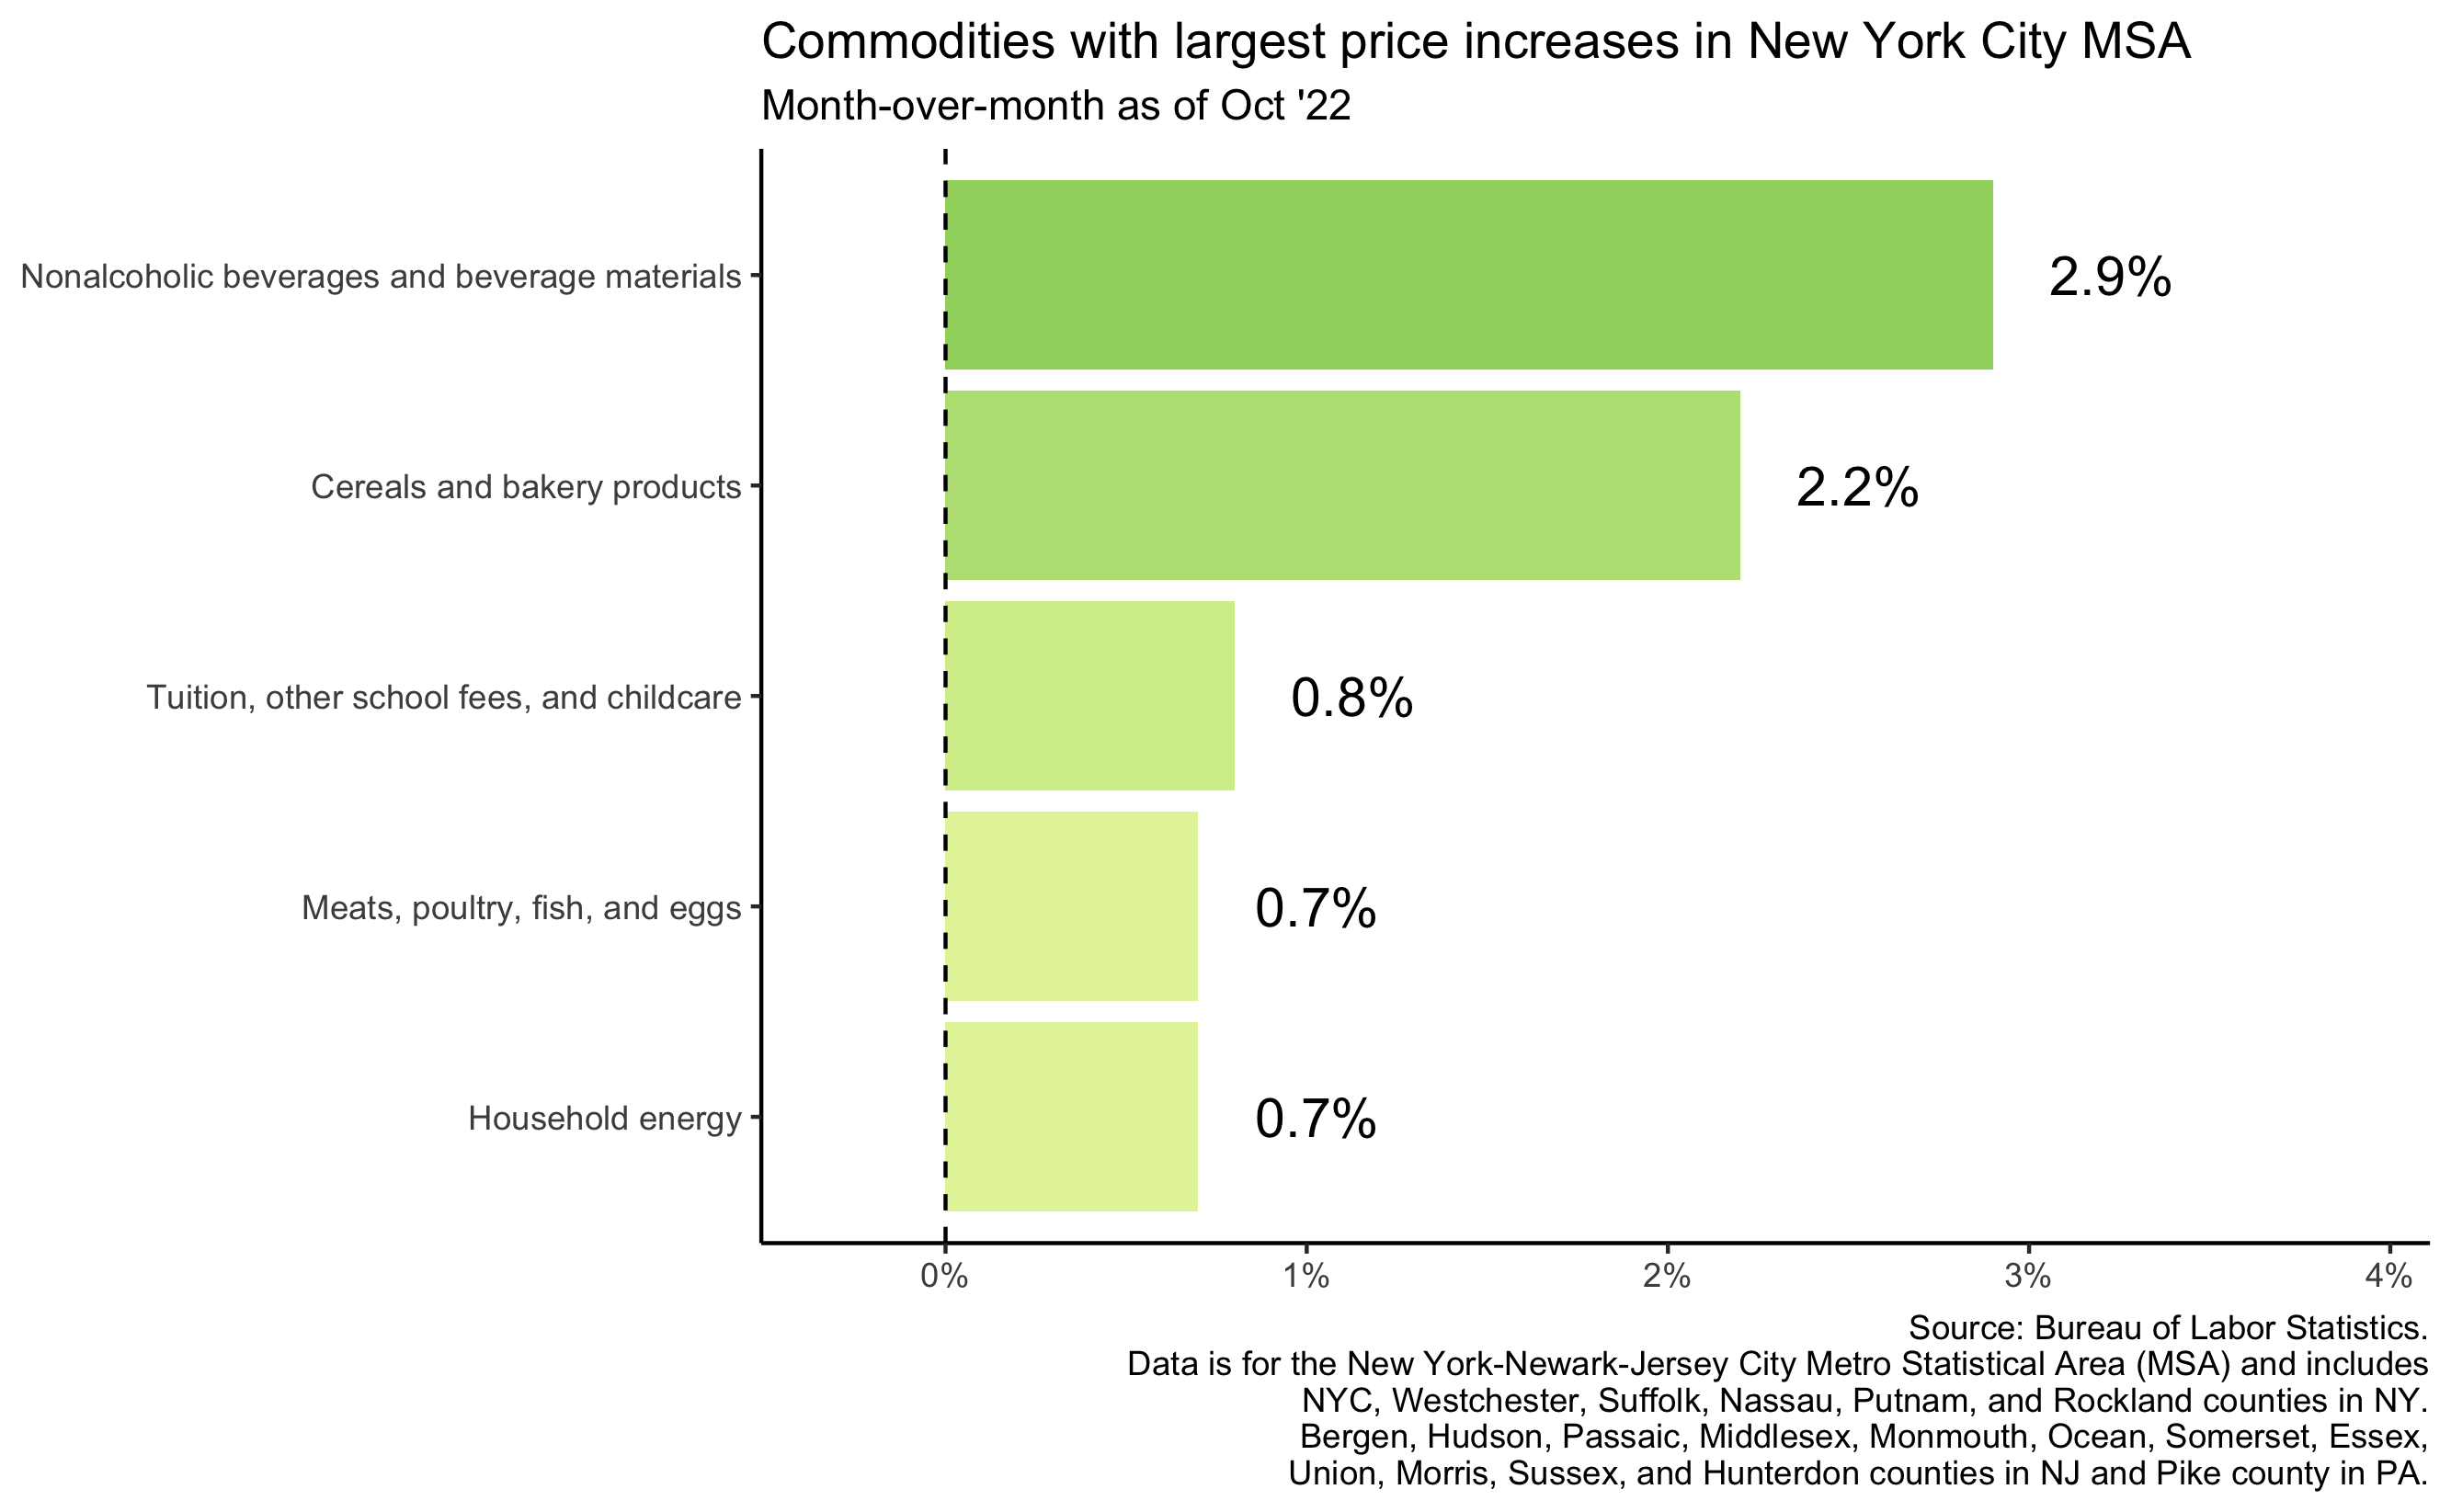 Commodities with largest price increases in New York City MSA
Month-over-month as of Oct '22
Nonalcoholic beverages and beverage materials
2.9%
Cereals and bakery products
2.2%
Tuition, other school fees, and childcare
0.8%
Meats, poultry, fish, and eggs
0.7%
Household energy
0.7%
0%
1%
2%
3%
4%
Source: Bureau of Labor Statistics.
Data is for the New York-Newark-Jersey City Metro Statistical Area (MSA) and includes
NYC, Westchester, Suffolk, Nassau, Putnam, and Rockland counties in NY.
Bergen, Hudson, Passaic, Middlesex, Monmouth, Ocean, Somerset, Essex,
Union, Morris, Sussex, and Hunterdon counties in NJ and Pike county in PA.